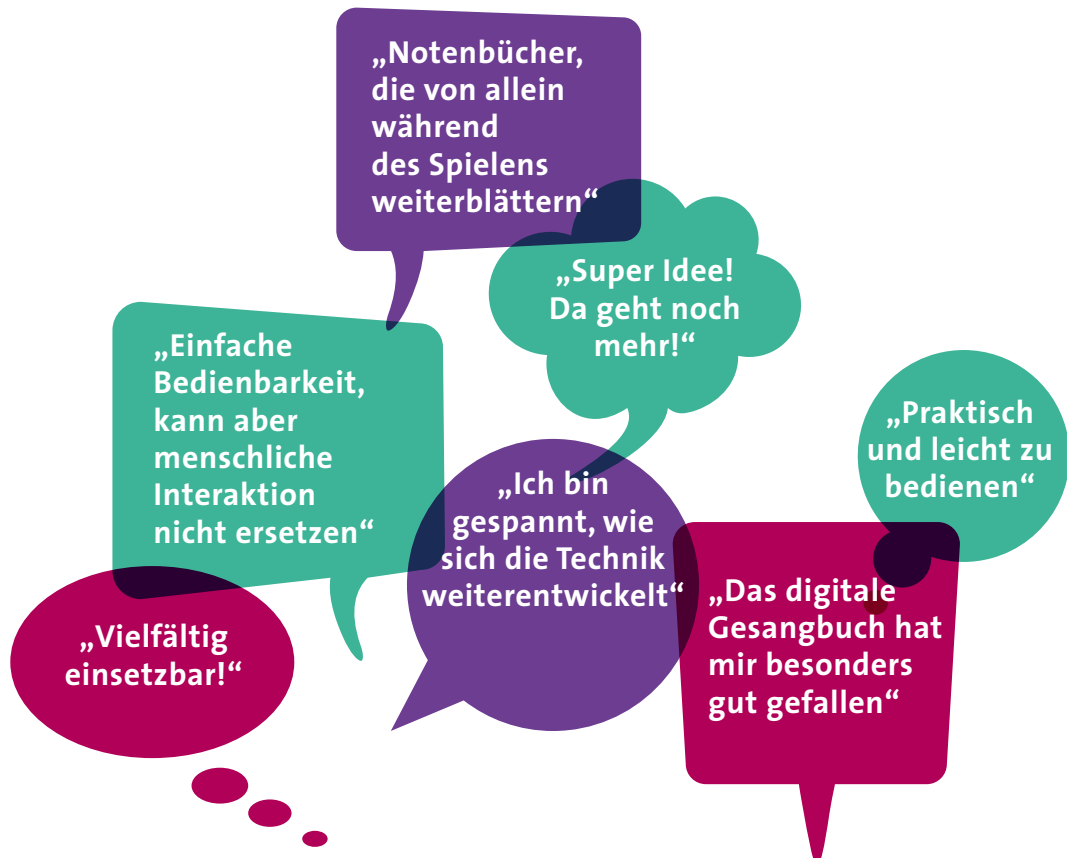 „Notenbücher,
die von allein
während
des Spielens
weiterblättern“
„Super Idee!
Da geht noch
mehr!“
„Einfache
Bedienbarkeit,
kann aber
menschliche
Interaktion
nicht ersetzen“
„Praktisch
und leicht zu
bedienen“
„Ich bin
gespannt, wie
sich die Technik
weiterentwickelt“
„Das digitale
Gesangbuch hat
mir besonders
gut gefallen“
„Vielfältig
einsetzbar!“